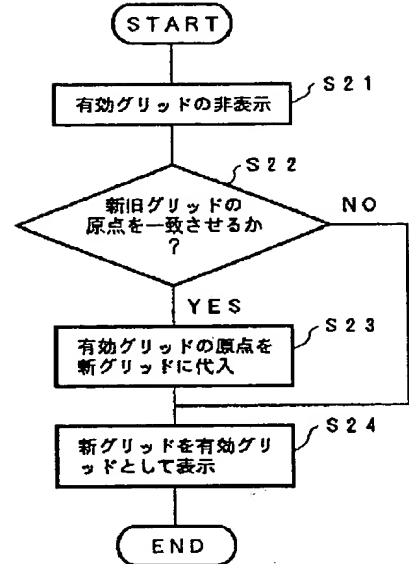 START
有効グリッドの非表示
S21
S22
新旧グリッドの
原点を一致させるか
?
NO
YES
S23
有効グリッドの原点を
新グリッドに代入
S24
新グリッドを有効グリ
ッドとして表示
END